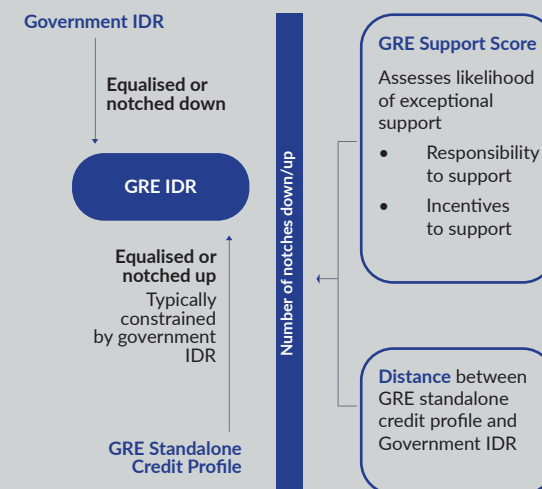 Government IDR
Equalised or
notched down
GRE IDR
Equalised or
notched up
Typically
constrained
by government
IDR
GRE Standalone
Credit Profile
Number of notches down/up
GRE Support Score
Assesses likelihood
of exceptional
support
• Responsibility
to support
• Incentives
to support
Distance between
GRE standalone
credit profile and
Government IDR